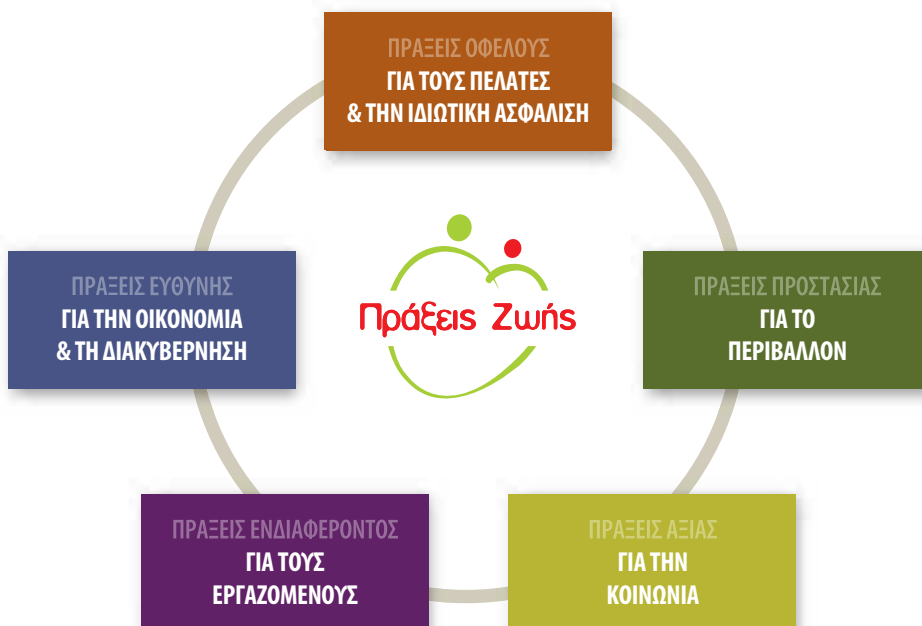 ΠΡΑΞΕΙΣ ΟΦΕΛΟΥΣ
ΓΙΑ ΤΟΥΣ ΠΕΛΑΤΕΣ
& ΤΗΝ ΙΔΙΩΤΙΚΗ ΑΣΦΑΛΙΣΗ
ΠΡΑΞΕΙΣ ΕΥΘΥΝΗΣ
ΓΙΑ ΤΗΝ ΟΙΚΟΝΟΜΙΑ
& ΤΗ ΔΙΑΚΥΒΕΡΝΗΣΗ
Πράξεις Ζωής
ΠΡΑΞΕΙΣ ΠΡΟΣΤΑΣΙΑΣ
ΓΙΑ ΤΟ
ΠΕΡΙΒΑΛΛΟΝ
ΠΡΑΞΕΙΣ ΕΝΔΙΑΦΕΡΟΝΤΟΣ
ΓΙΑ ΤΟΥΣ
ΕΡΓΑΖΟΜΕΝΟΥΣ
ΠΡΑΞΕΙΣ ΑΞΙΑΣ
ΓΙΑ ΤΗΝ
ΚΟΙΝΩΝΙΑ